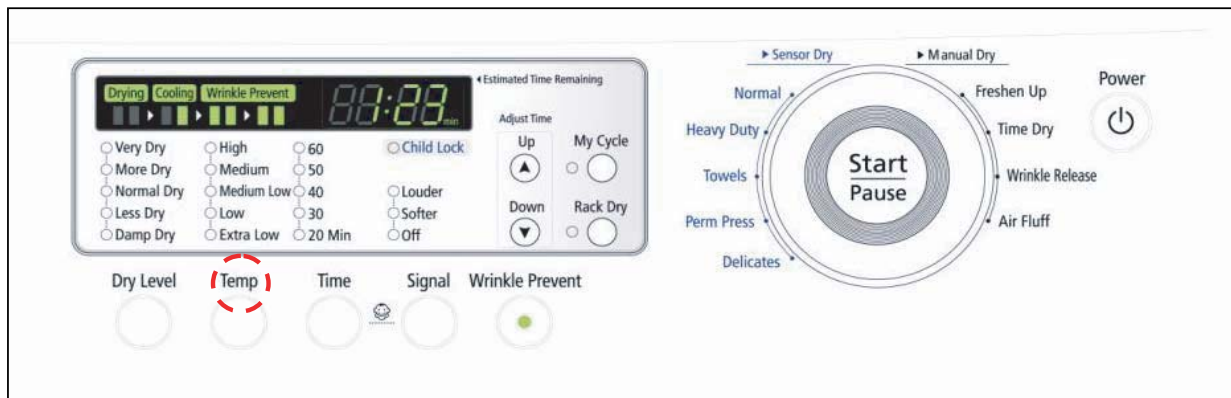 ▸ Sensor Dry
▸ Manual Dry
Drying Cooling Wrinkle Prevent
88:88 1:23 min
◂ Estimated Time Remaining
Very Dry
More Dry
Normal Dry
Less Dry
Damp Dry
High
Medium
Medium Low
Low
Extra Low
60
50
40
30
20 Min
Child Lock
Louder
Softer
Off
Adjust Time
Up
Down
My Cycle
Rack Dry
Dry Level
Temp
Time
Signal
Wrinkle Prevent
Normal
Heavy Duty
Towels
Perm Press
Delicates
Start
Pause
Freshen Up
Time Dry
Wrinkle Release
Air Fluff
Power